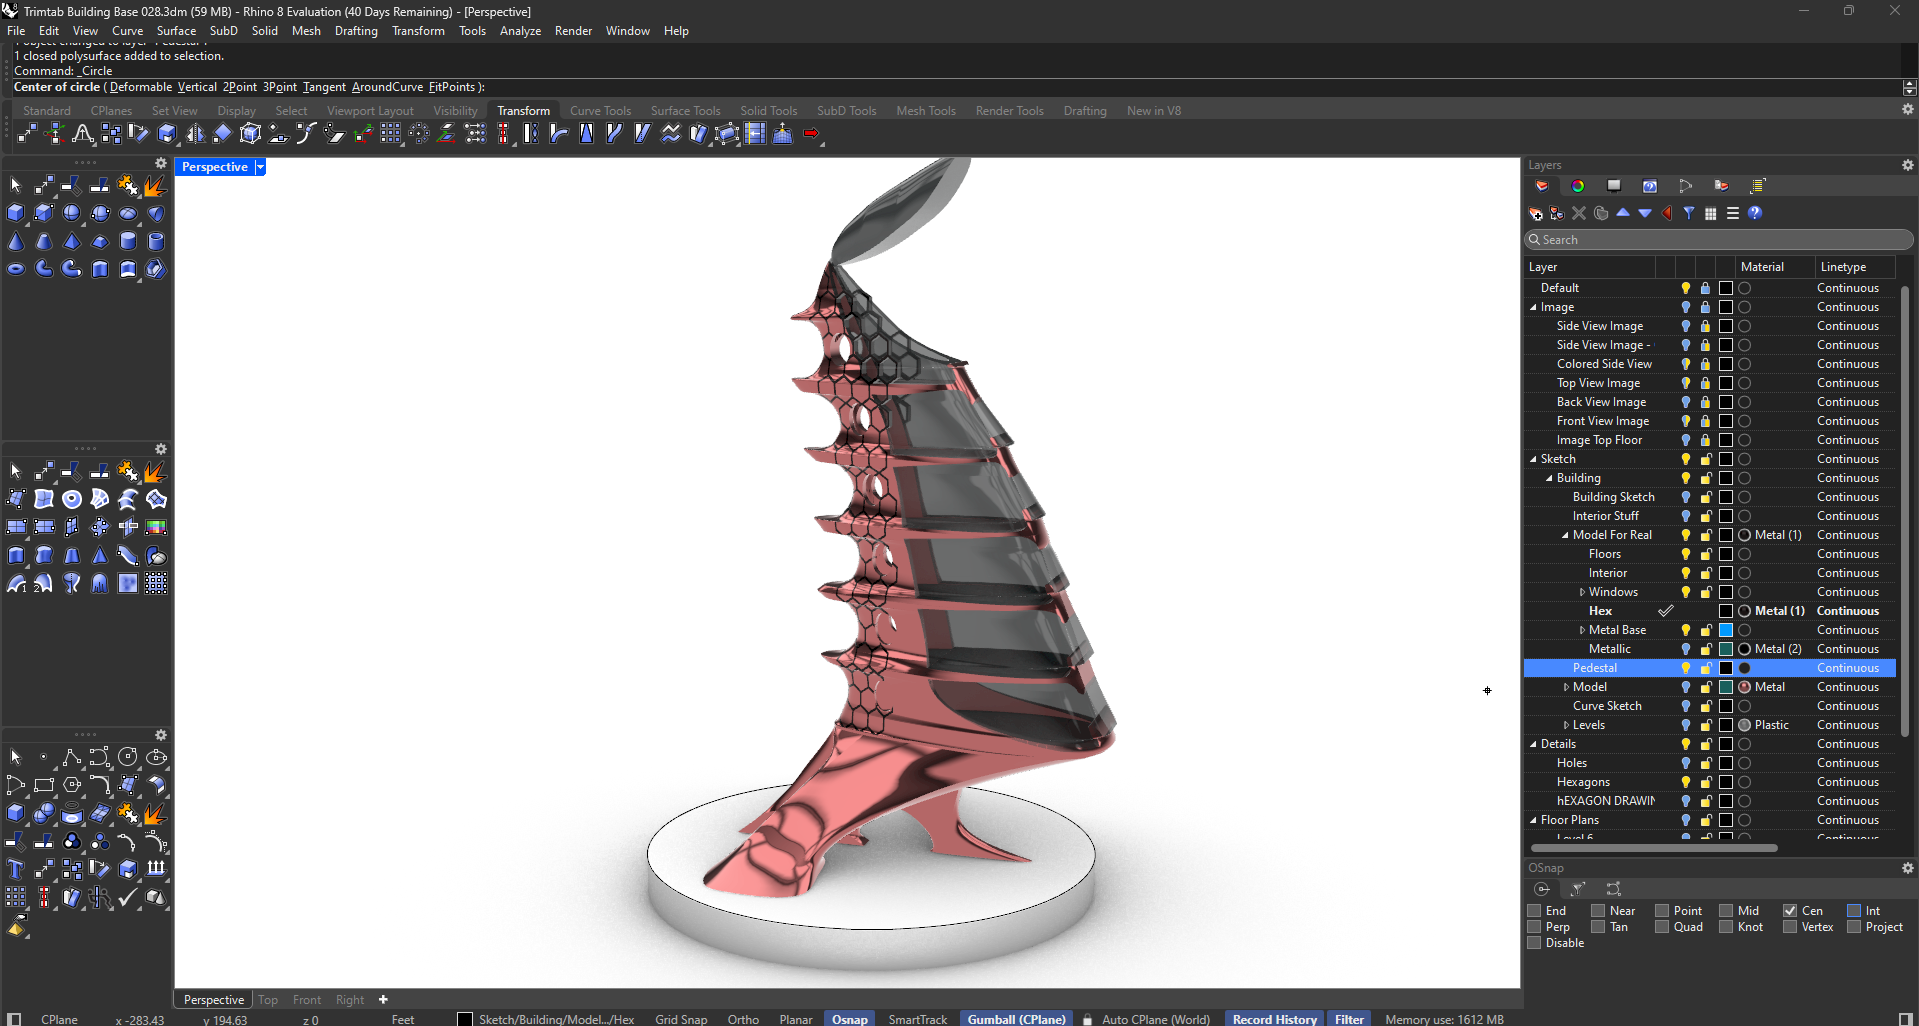 Trimtab Building Base 028.3dm (59 MB) - Rhino 8 Evaluation (40 Days Remaining) - [Perspective]
File Edit View Curve Surface SubD Solid Mesh Drafting Transform Tools Analyze Render Window Help
1 closed polysurface added to selection.
Command: _Circle
Center of circle ( Deformable Vertical 2Point 3Point Tangent AroundCurve FitPoints ):
Standard CPlanes Set View Display Select Viewport Layout Visibility Transform Curve Tools Surface Tools Solid Tools SubD Tools Mesh Tools Render Tools Drafting New in V8
Perspective
Layers
Search
Layer Material Linetype
Default Continuous
Image Continuous
Side View Image Continuous
Side View Image - Continuous
Colored Side View Continuous
Top View Image Continuous
Back View Image Continuous
Front View Image Continuous
Image Top Floor Continuous
Sketch Continuous
Building Continuous
Building Sketch Continuous
Interior Stuff Continuous
Model For Real Metal (1) Continuous
Floors Continuous
Interior Continuous
Windows Continuous
Hex Metal (1) Continuous
Metal Base Continuous
Metallic Metal (2) Continuous
Pedestal Continuous
Model Metal Continuous
Curve Sketch Continuous
Levels Plastic Continuous
Details Continuous
Holes Continuous
Hexagons Continuous
hEXAGON DRAWIN Continuous
Floor Plans Continuous
Level 6 Continuous
OSnap
End Near Point Mid Cen Int
Perp Tan Quad Knot Vertex Project
Disable
Perspective Top Front Right
CPlane x -283.43 y 194.63 z 0 Feet Sketch/Building/Model.../Hex Grid Snap Ortho Planar Osnap SmartTrack Gumball (CPlane) Auto CPlane (World) Record History Filter Memory use: 1612 MB